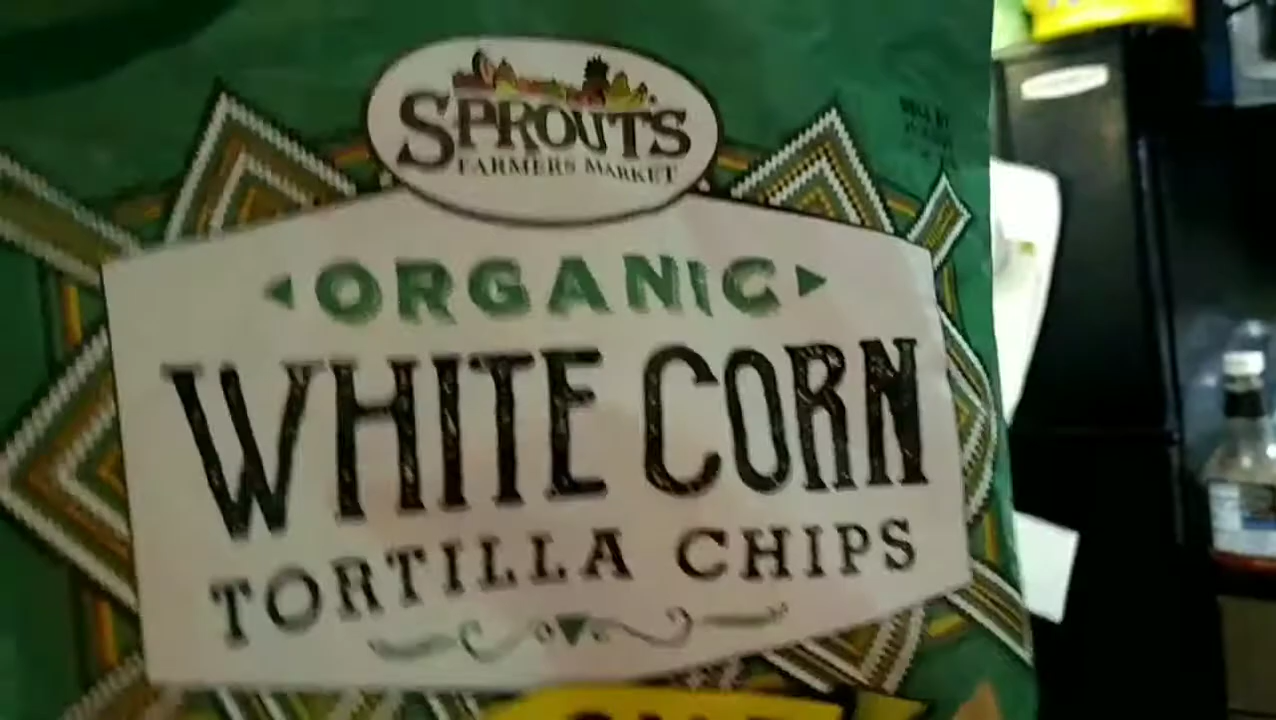 SPROUTS
FARMERS MARKET
ORGANIC
WHITE CORN
TORTILLA CHIPS